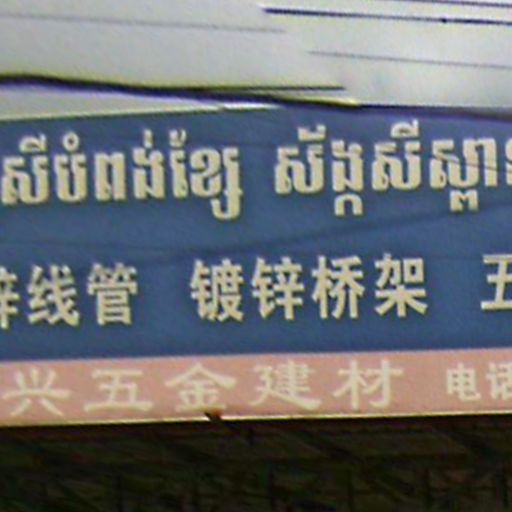 សីបំពង់ខ្សែ ស័ង្កសីស្ពាន
锌线管 镀锌桥架 五
兴五金建材 电话